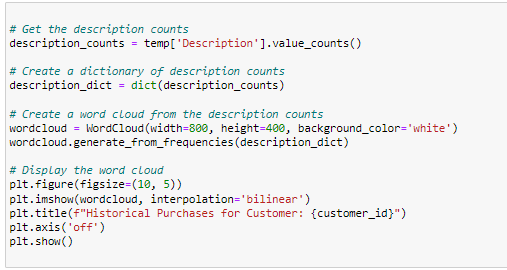 # Get the description counts
description_counts = temp['Description'].value_counts()
# Create a dictionary of description counts
description_dict = dict(description_counts)
# Create a word cloud from the description counts
wordcloud = WordCloud(width=800, height=400, background_color='white')
wordcloud.generate_from_frequencies(description_dict)
# Display the word cloud
plt.figure(figsize=(10, 5))
plt.imshow(wordcloud, interpolation='bilinear')
plt.title(f"Historical Purchases for Customer: {customer_id}")
plt.axis('off')
plt.show()